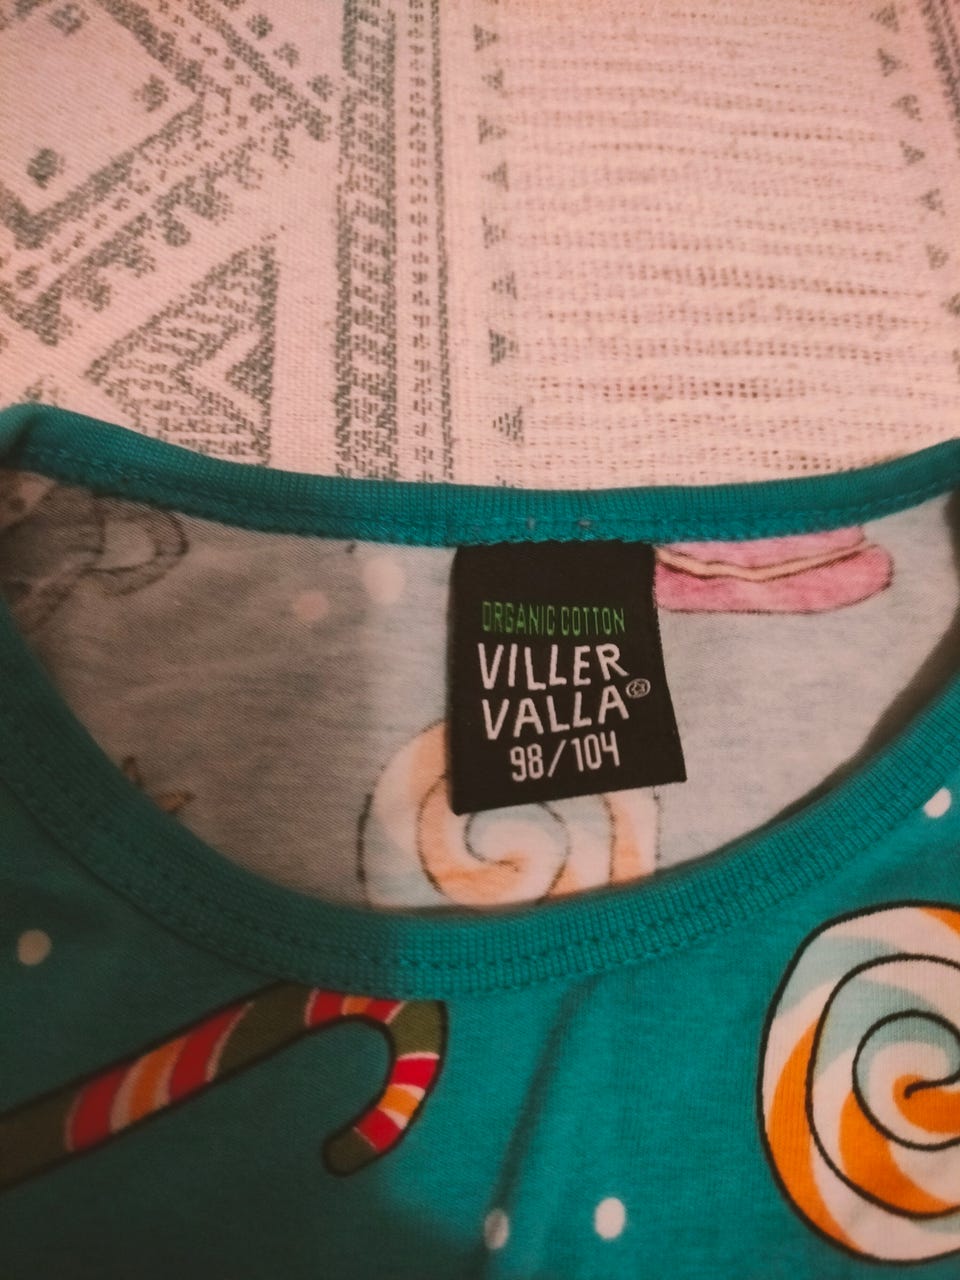 ORGANIC COTTON
VILLER
VALLA
98/104